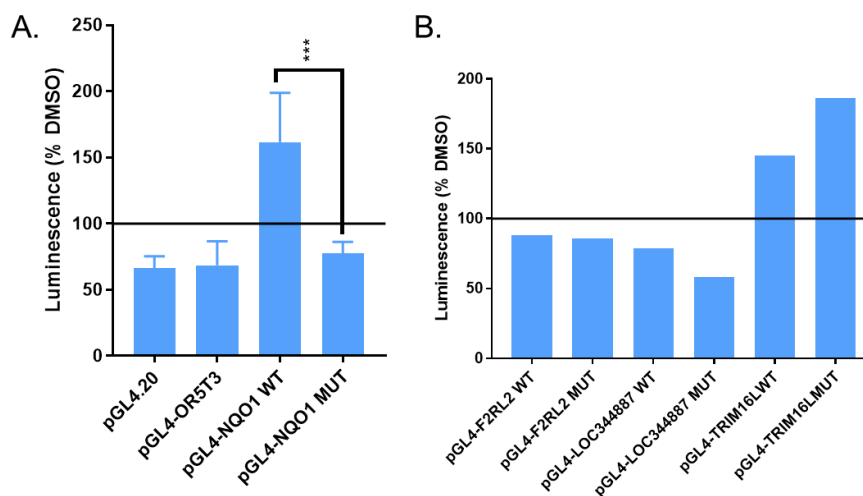 A.
B.
Luminescence (% DMSO)
250
200
150
100
50
0
***
pGL4.20
pGL4-OR5T3
pGL4-NQO1 WT
pGL4-NQO1 MUT
Luminescence (% DMSO)
200
150
100
50
0
pGL4-F2RL2 WT
pGL4-F2RL2 MUT
pGL4-LOC344887 WT
pGL4-LOC344887 MUT
pGL4-TRIM16LWT
pGL4-TRIM16LMUT